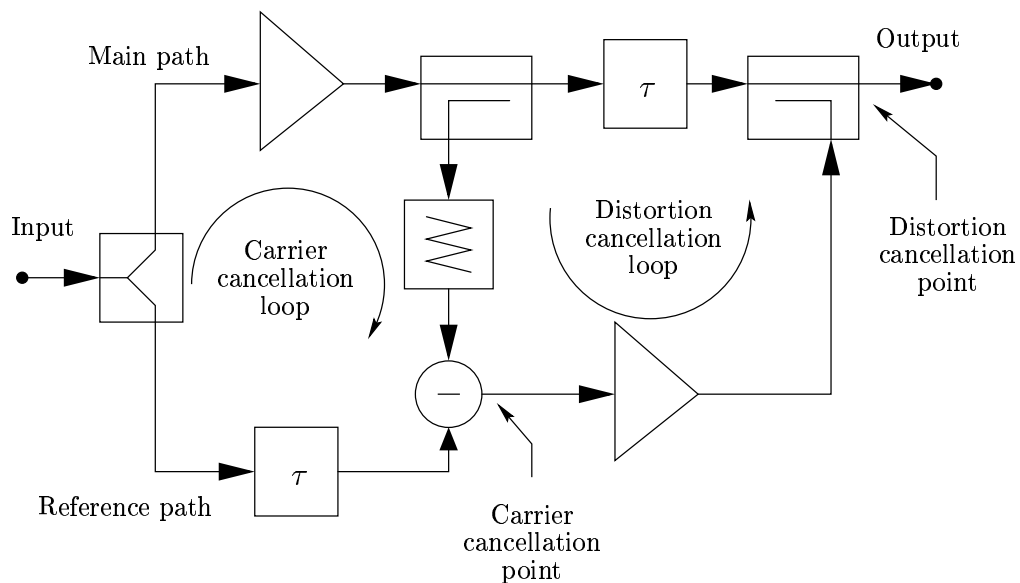 Main path
Output
τ
Input
Carrier
cancellation
loop
Distortion
cancellation
loop
Distortion
cancellation
point
−
τ
Reference path
Carrier
cancellation
point